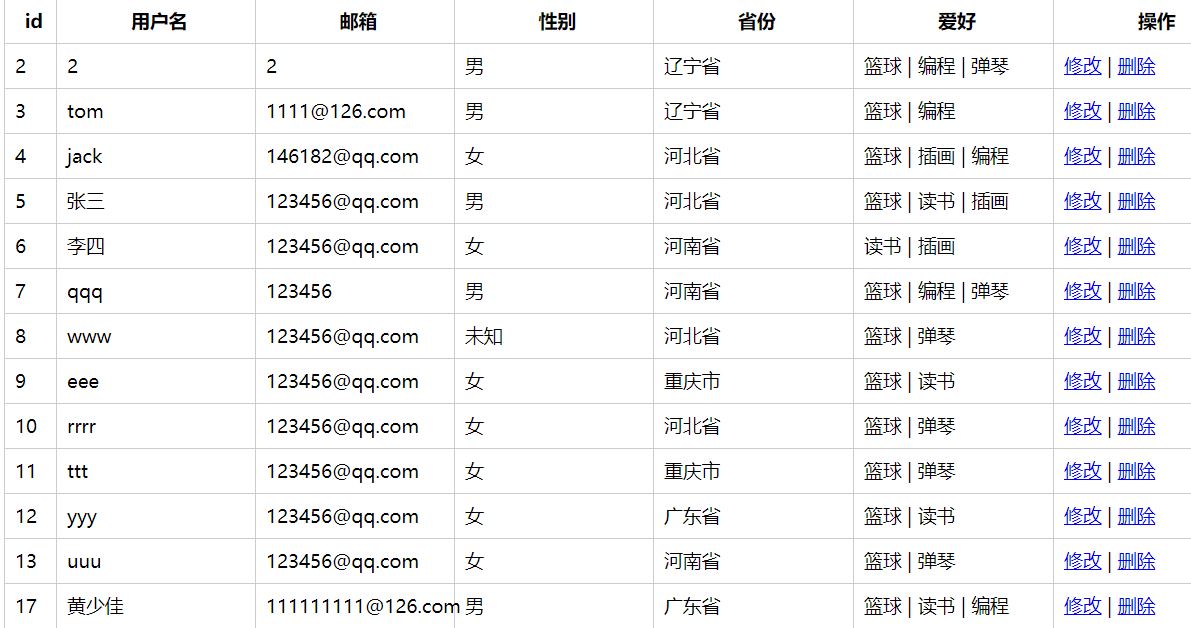 id 用户名 邮箱 性别 省份 爱好 操作
2 2 2 男 辽宁省 篮球 | 编程 | 弹琴 修改 | 删除
3 tom 1111@126.com 男 辽宁省 篮球 | 编程 修改 | 删除
4 jack 146182@qq.com 女 河北省 篮球 | 插画 | 编程 修改 | 删除
5 张三 123456@qq.com 男 河北省 篮球 | 读书 | 插画 修改 | 删除
6 李四 123456@qq.com 女 河南省 读书 | 插画 修改 | 删除
7 qqq 123456 男 河南省 篮球 | 编程 | 弹琴 修改 | 删除
8 www 123456@qq.com 未知 河北省 篮球 | 弹琴 修改 | 删除
9 eee 123456@qq.com 女 重庆市 篮球 | 读书 修改 | 删除
10 rrrr 123456@qq.com 女 河北省 篮球 | 弹琴 修改 | 删除
11 ttt 123456@qq.com 女 重庆市 篮球 | 弹琴 修改 | 删除
12 yyy 123456@qq.com 女 广东省 篮球 | 读书 修改 | 删除
13 uuu 123456@qq.com 女 河南省 篮球 | 弹琴 修改 | 删除
17 黄少佳 111111111@126.com 男 广东省 篮球 | 读书 | 编程 修改 | 删除